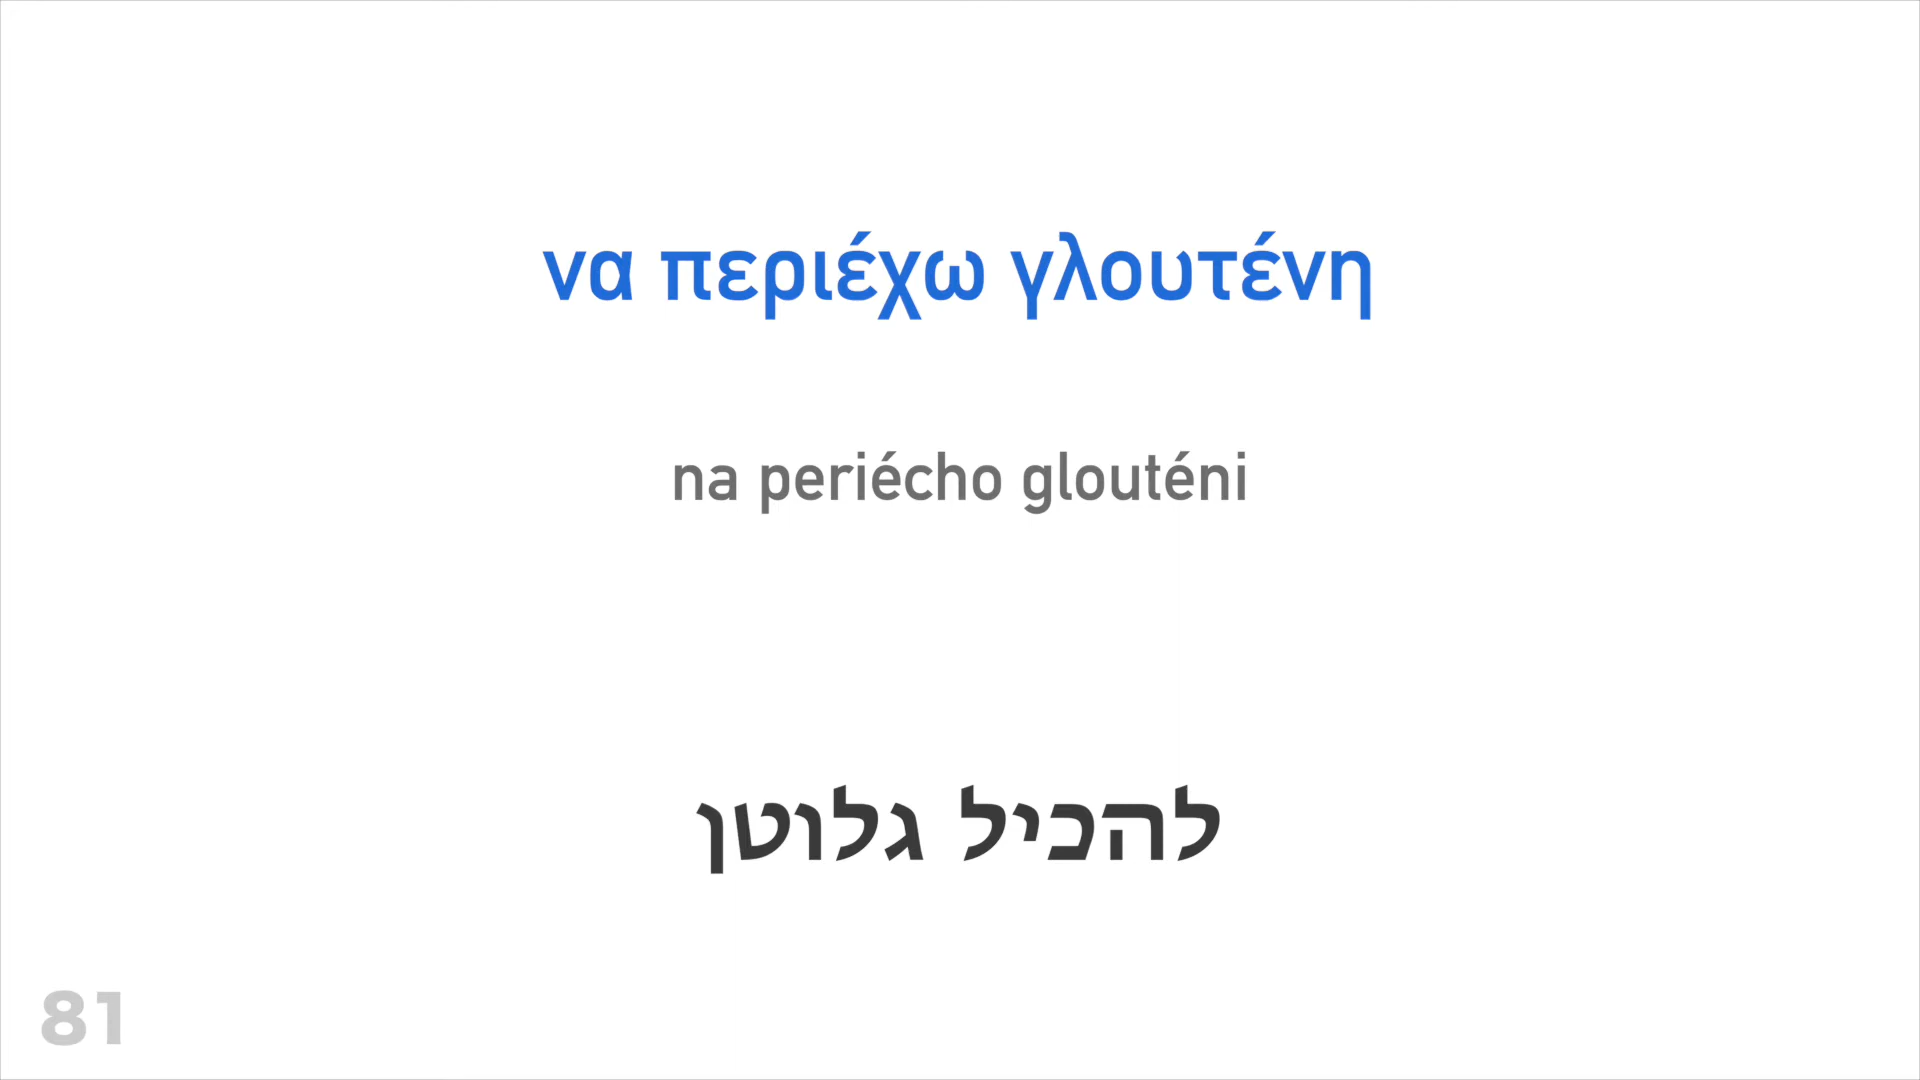 να περιέχω γλουτένη
na periécho glouténi
להכיל גלוטן
81